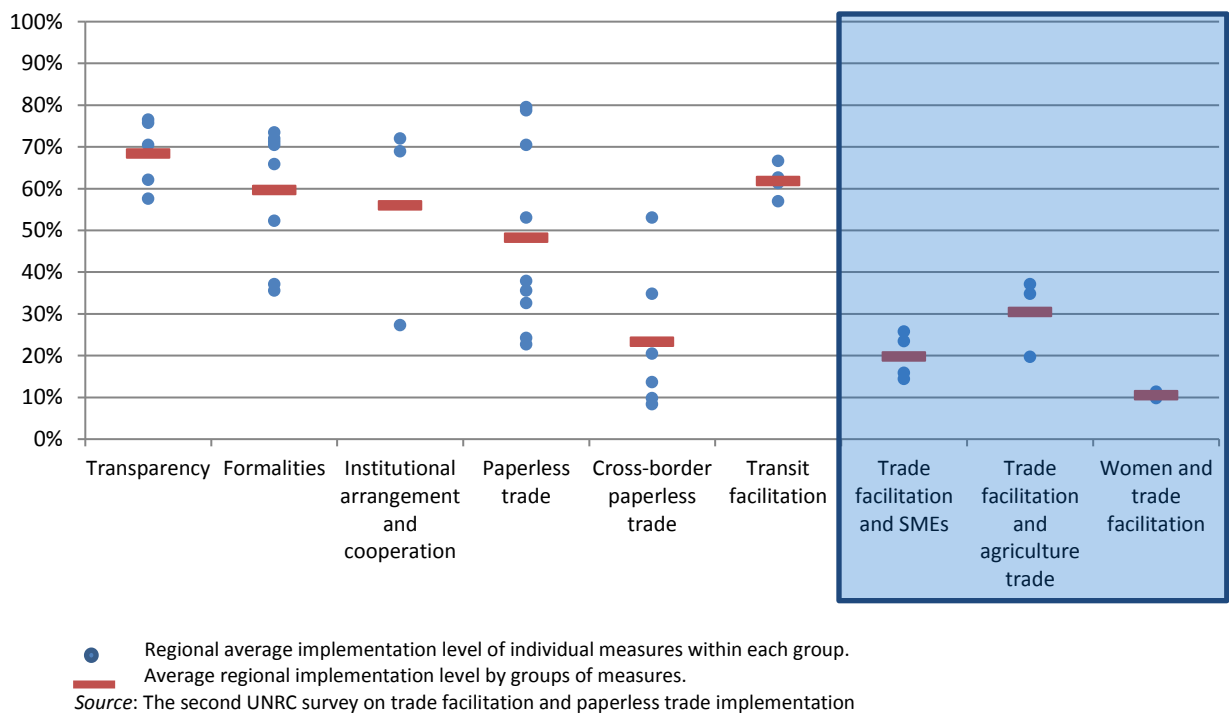 100%
90%
80%
70%
60%
50%
40%
30%
20%
10%
0%
Transparency
Formalities
Institutional
arrangement
and
cooperation
Paperless
trade
Cross-border
paperless
trade
Transit
facilitation
Trade
facilitation
and SMEs
Trade
facilitation
and
agriculture
trade
Women and
trade
facilitation
Regional average implementation level of individual measures within each group.
Average regional implementation level by groups of measures.
Source: The second UNRC survey on trade facilitation and paperless trade implementation